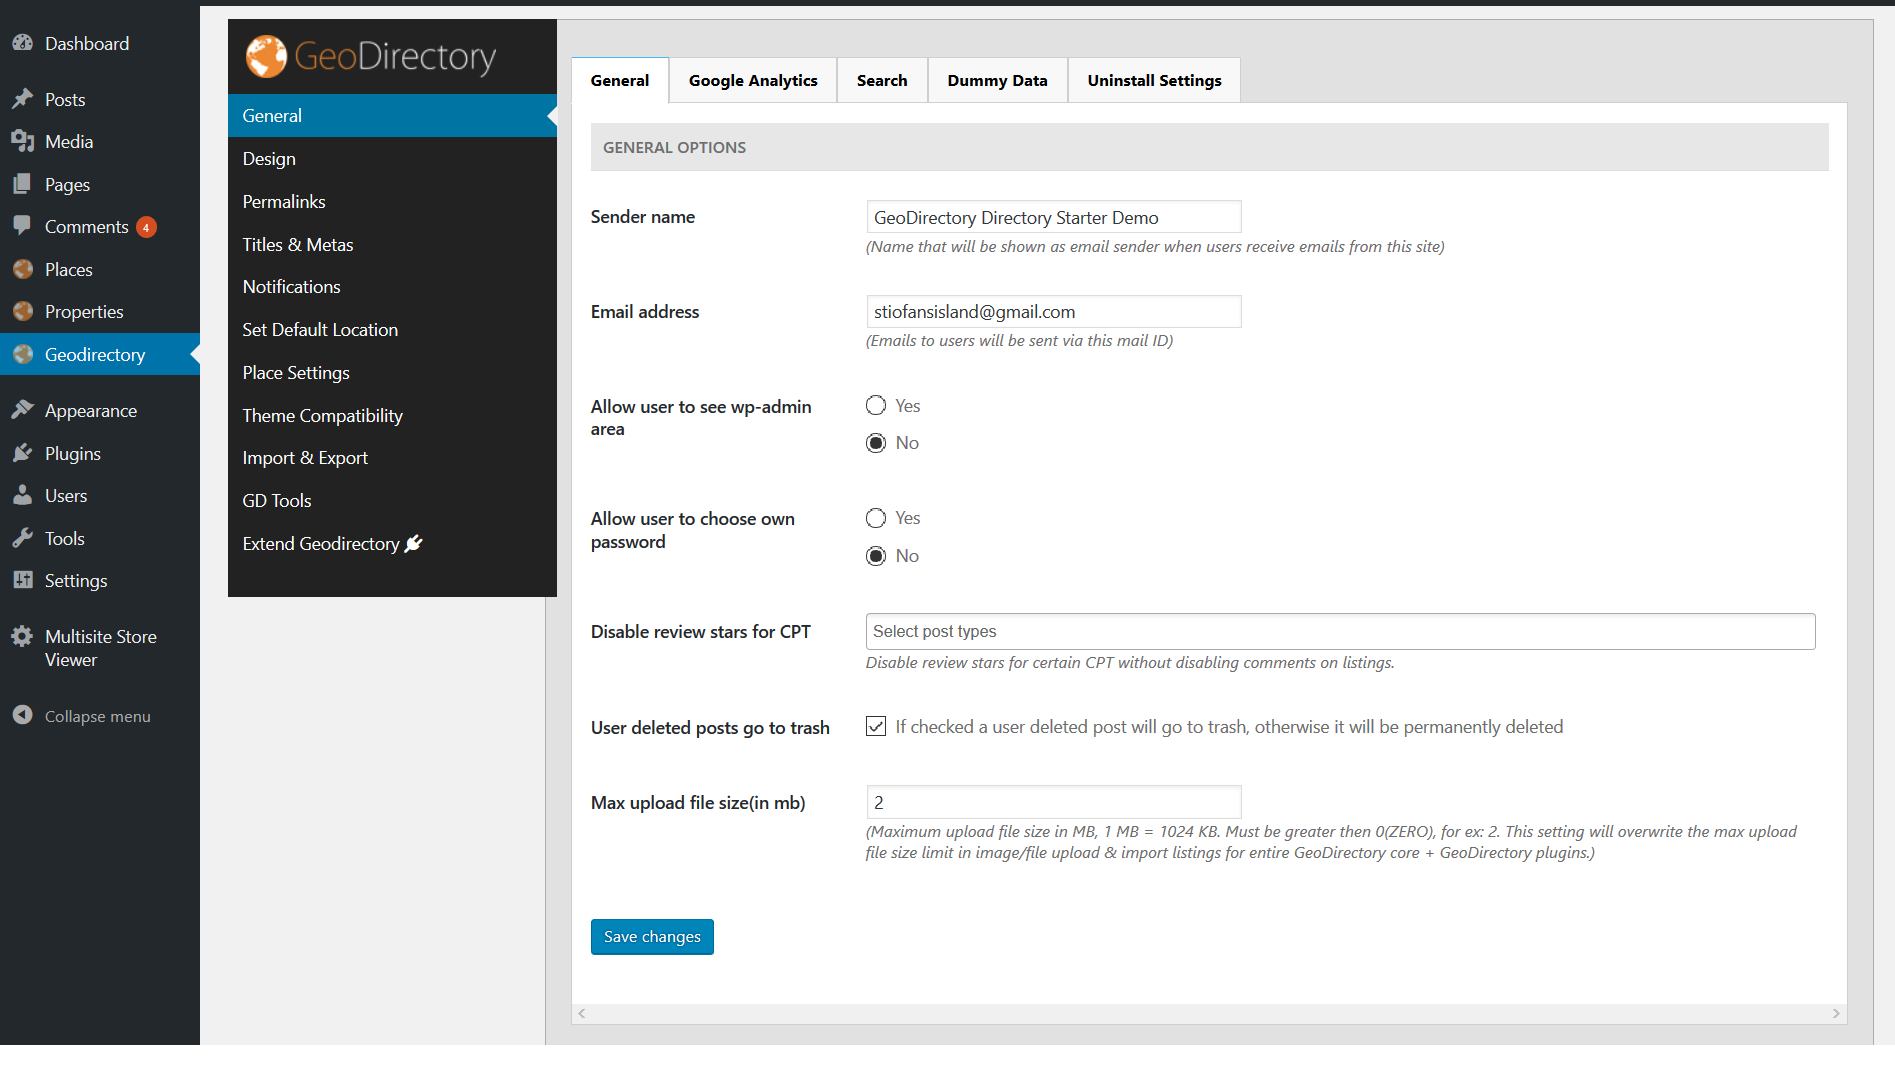 Dashboard
Posts
Media
Pages
Comments 4
Places
Properties
Geodirectory
Appearance
Plugins
Users
Tools
Settings
Multisite Store
Viewer
Collapse menu
GeoDirectory
General
Design
Permalinks
Titles & Metas
Notifications
Set Default Location
Place Settings
Theme Compatibility
Import & Export
GD Tools
Extend Geodirectory
General Google Analytics Search Dummy Data Uninstall Settings
GENERAL OPTIONS
Sender name
GeoDirectory Directory Starter Demo
(Name that will be shown as email sender when users receive emails from this site)
Email address
stiofansisland@gmail.com
(Emails to users will be sent via this mail ID)
Allow user to see wp-admin
area
Yes
No
Allow user to choose own
password
Yes
No
Disable review stars for CPT
Select post types
Disable review stars for certain CPT without disabling comments on listings.
User deleted posts go to trash
If checked a user deleted post will go to trash, otherwise it will be permanently deleted
Max upload file size(in mb)
2
(Maximum upload file size in MB, 1 MB = 1024 KB. Must be greater then 0(ZERO), for ex: 2. This setting will overwrite the max upload
file size limit in image/file upload & import listings for entire GeoDirectory core + GeoDirectory plugins.)
Save changes